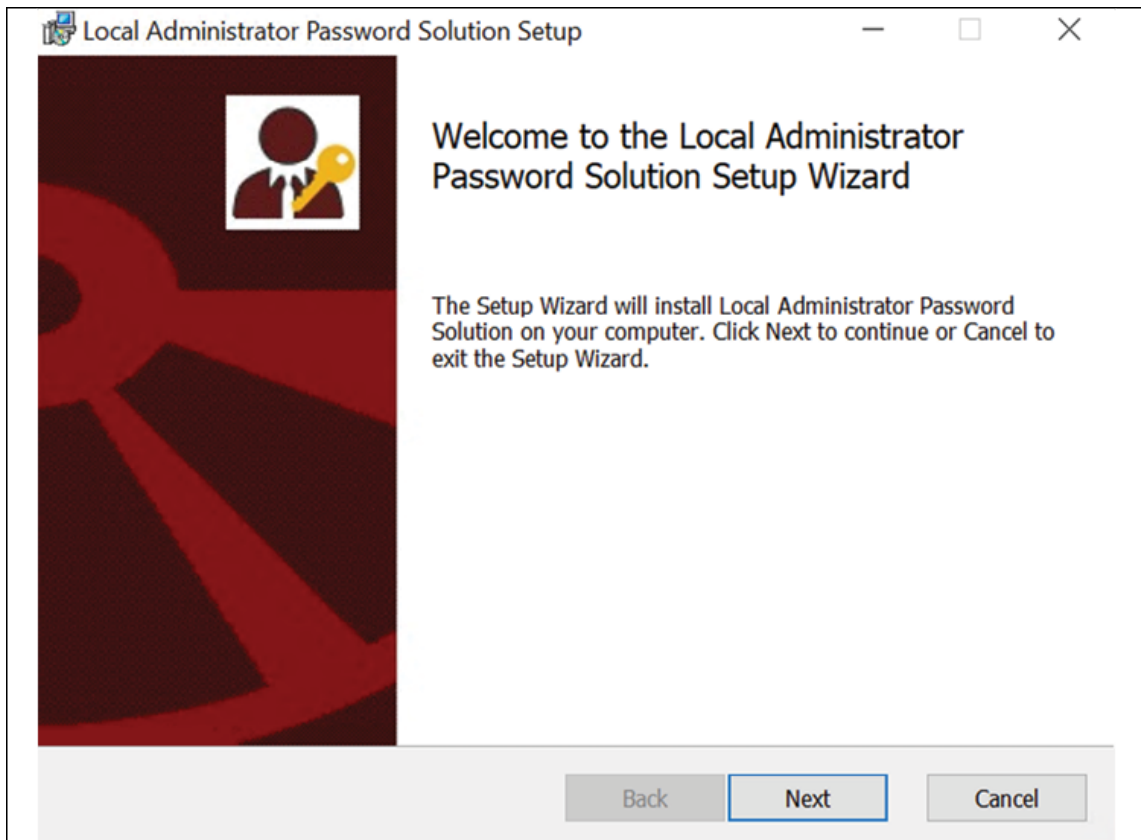 Local Administrator Password Solution Setup
Welcome to the Local Administrator
Password Solution Setup Wizard
The Setup Wizard will install Local Administrator Password
Solution on your computer. Click Next to continue or Cancel to
exit the Setup Wizard.
Back Next Cancel